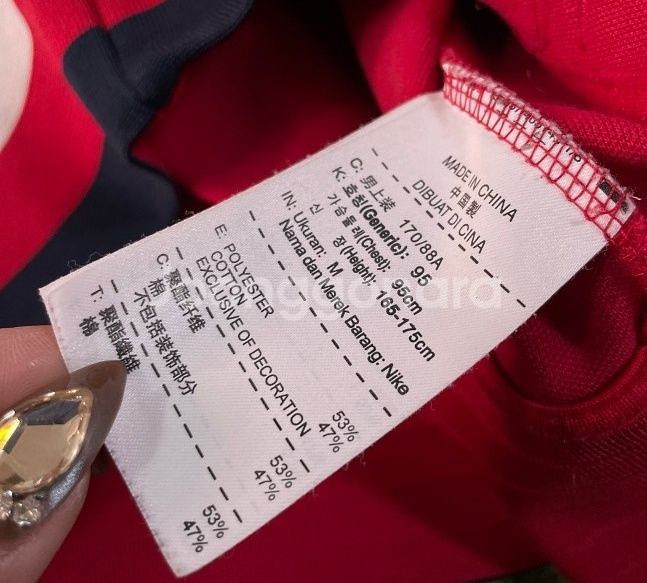 MADE IN CHINA
中国製
DIBUAT DI CINA
C: 男上装 170/88A
K: 호칭(Generic): 95
가슴둘레(Chest): 95cm
신 장(Height): 165-175cm
IN: Ukuran: M
Nama dan Merek Barang: Nike
E: POLYESTER 53%
COTTON 47%
EXCLUSIVE OF DECORATION
C: 聚酯纤维 53%
棉 47%
不包括装饰部分
T: 聚酯纖維 53%
棉 47%